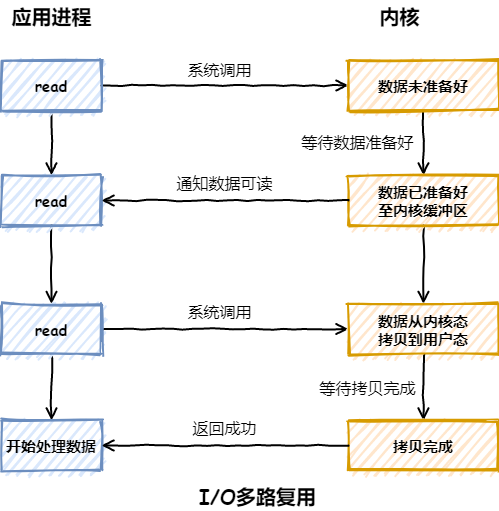 应用进程
内核
read
系统调用
数据未准备好
等待数据准备好
read
通知数据可读
数据已准备好
至内核缓冲区
read
系统调用
数据从内核态
拷贝到用户态
等待拷贝完成
开始处理数据
返回成功
拷贝完成
I/O多路复用